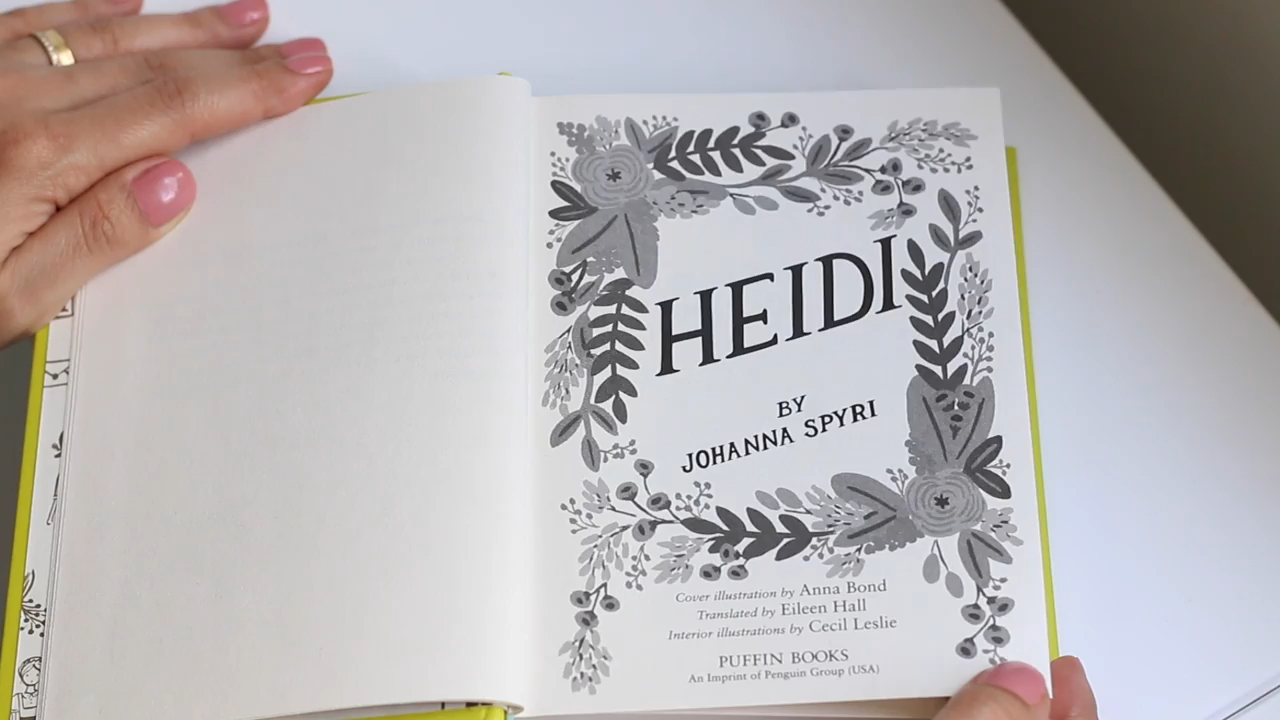 HEIDI
BY
JOHANNA SPYRI
Cover illustration by Anna Bond
Translated by Eileen Hall
Interior illustrations by Cecil Leslie
PUFFIN BOOKS
An Imprint of Penguin Group (USA)